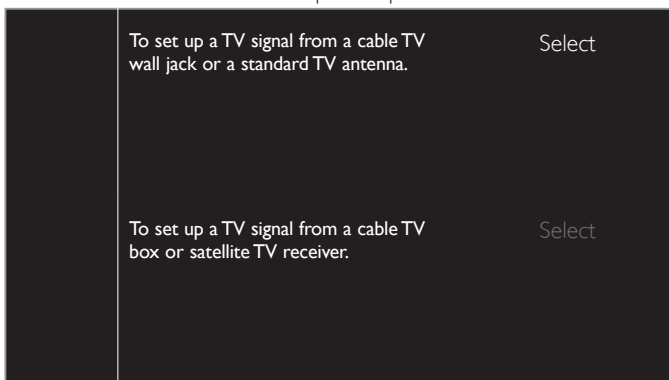 To set up a TV signal from a cable TV
wall jack or a standard TV antenna.
Select
To set up a TV signal from a cable TV
box or satellite TV receiver.
Select